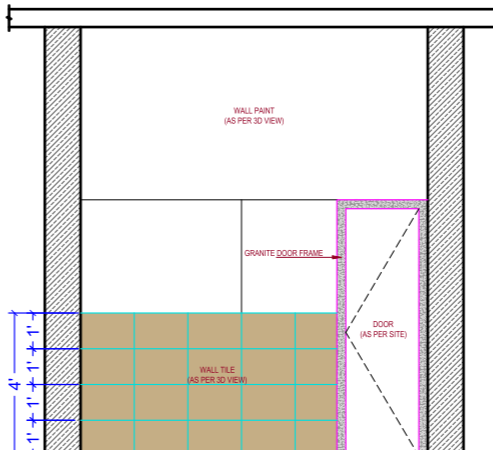 WALL PAINT
(AS PER 3D VIEW)
GRANITE DOOR FRAME
DOOR
(AS PER SITE)
WALL TILE
(AS PER 3D VIEW)
4'
1'
1'
1'
1'